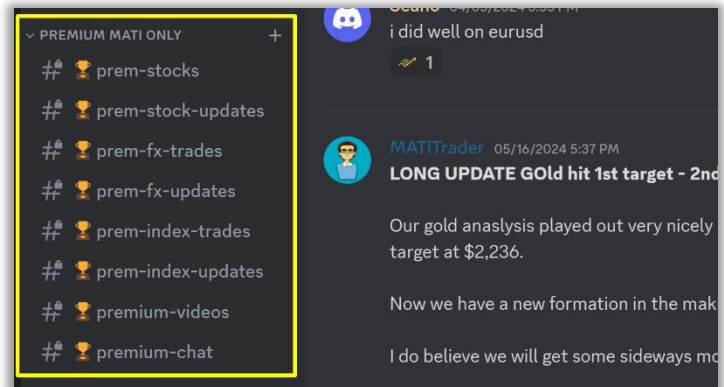 PREMIUM MATI ONLY
prem-stocks
prem-stock-updates
prem-fx-trades
prem-fx-updates
prem-index-trades
prem-index-updates
premium-videos
premium-chat
i did well on eurusd
1
MATITrader 05/16/2024 5:37 PM
LONG UPDATE GOld hit 1st target - 2nd
Our gold anaslysis played out very nicely
target at $2,236.
Now we have a new formation in the mak
I do believe we will get some sideways